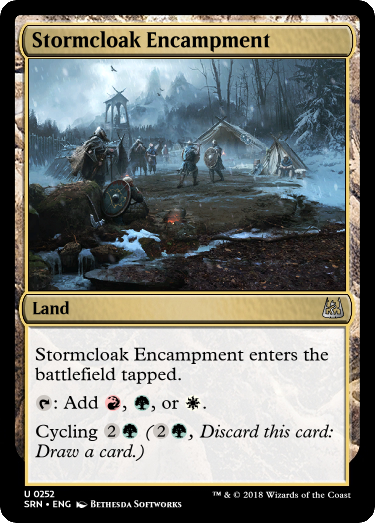 Stormcloak Encampment
Land
Stormcloak Encampment enters the
battlefield tapped.
: Add , , or .
Cycling 2 (2, Discard this card:
Draw a card.)
U 0252
SRN • ENG Bethesda Softworks
™ & © 2018 Wizards of the Coast